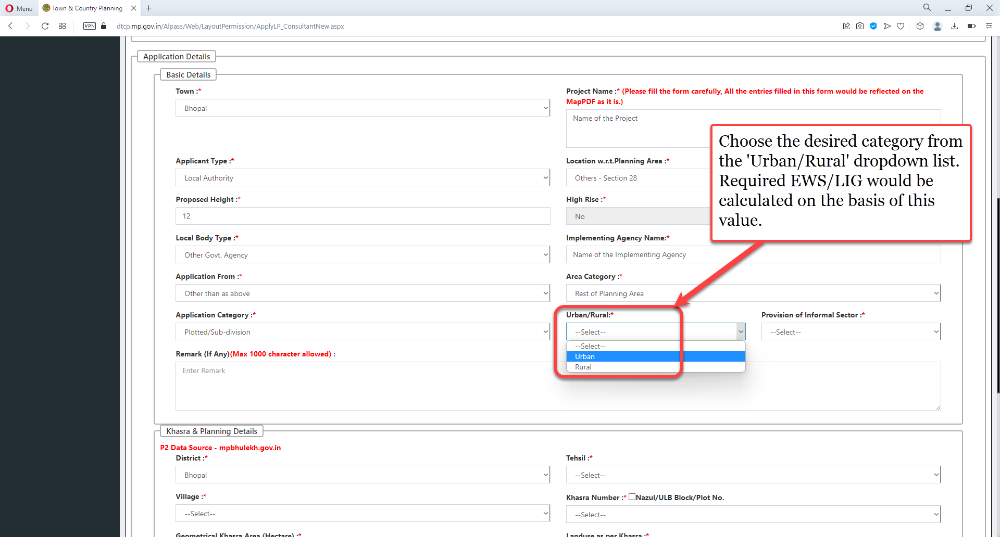 Menu
Town & Country Planning,
VPN
dtcp.mp.gov.in/Alpass/Web/LayoutPermission/ApplyLP_ConsultantNew.aspx
Application Details
Basic Details
Town :*
Bhopal
Project Name :* (Please fill the form carefully, All the entries filled in this form would be reflected on the
MapPDF as it is.)
Name of the Project
Choose the desired category from
the 'Urban/Rural' dropdown list.
Required EWS/LIG would be
calculated on the basis of this
value.
Applicant Type :*
Local Authority
Location w.r.t.Planning Area :*
Others - Section 28
Proposed Height :*
12
High Rise :*
No
Local Body Type :*
Other Govt. Agency
Implementing Agency Name:*
Name of the Implementing Agency
Application From :*
Other than as above
Area Category :*
Rest of Planning Area
Application Category :*
Plotted/Sub-division
Urban/Rural:*
--Select--
--Select--
Urban
Rural
Provision of Informal Sector :*
--Select--
Remark (If Any)(Max 1000 character allowed) :
Enter Remark
Khasra & Planning Details
P2 Data Source - mpbhulekh.gov.in
District :*
Bhopal
Tehsil :*
--Select--
Village :*
--Select--
Khasra Number :* Nazul/ULB Block/Plot No.
--Select--
Geometrical Khasra Area (Hectare) :*
Landuse as per Khasra :*